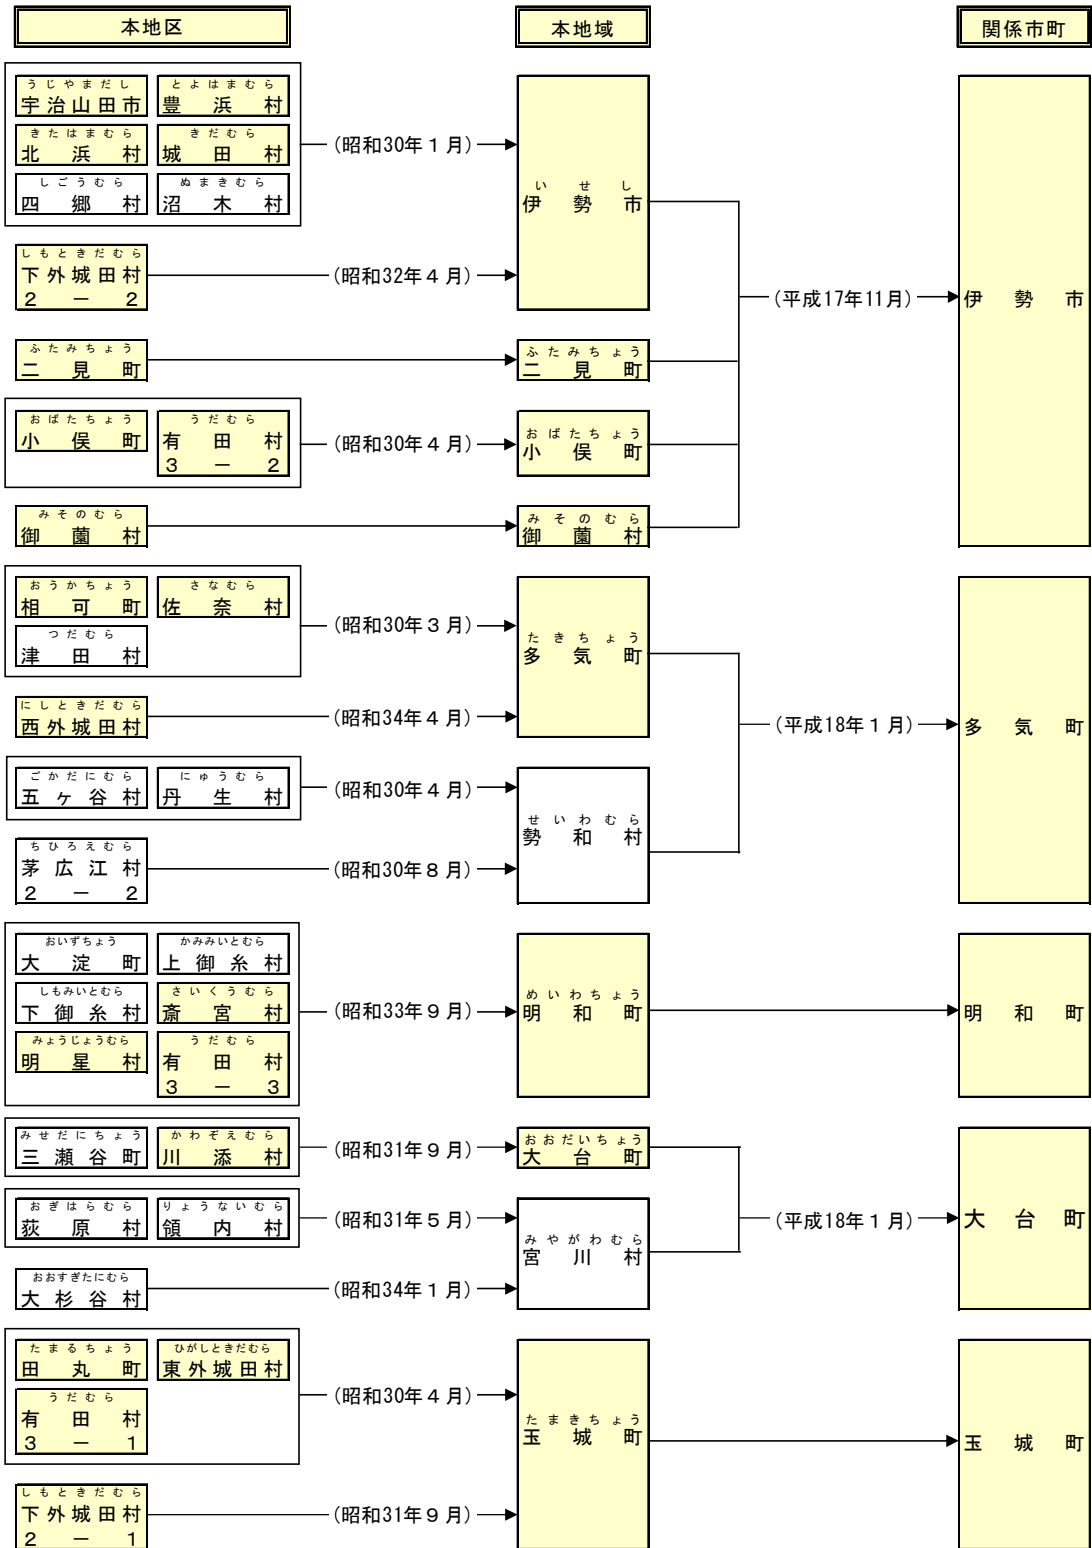 本地区
本地域
関係市町
うじやまだし
宇治山田市
とよはまむら
豊浜村
きたはまむら
北浜村
きだむら
城田村
しごうむら
四郷村
ぬまきむら
沼木村
(昭和30年1月)
いせし
伊勢市
しもときだむら
下外城田村
2－2
(昭和32年4月)
(平成17年11月)
伊勢市
ふたみちょう
二見町
ふたみちょう
二見町
おばたちょう
小俣町
うだむら
有田村
3－2
(昭和30年4月)
おばたちょう
小俣町
みそのむら
御薗村
みそのむら
御薗村
おうかちょう
相可町
さなむら
佐奈村
つだむら
津田村
(昭和30年3月)
たきちょう
多気町
にしときだむら
西外城田村
(昭和34年4月)
(平成18年1月)
多気町
ごかだにむら
五ヶ谷村
にゅうむら
丹生村
(昭和30年4月)
せいわむら
勢和村
ちひろえむら
茅広江村
2－2
(昭和30年8月)
おいずちょう
大淀町
かみみいとむら
上御糸村
しもみいとむら
下御糸村
さいくうむら
斎宮村
みょうじょうむら
明星村
うだむら
有田村
3－3
(昭和33年9月)
めいわちょう
明和町
明和町
みせだにちょう
三瀬谷町
かわぞえむら
川添村
(昭和31年9月)
おおだいちょう
大台町
おぎはらむら
荻原村
りょうないむら
領内村
(昭和31年5月)
みやがわむら
宮川村
(平成18年1月)
大台町
おおすぎたにむら
大杉谷村
(昭和34年1月)
たまるちょう
田丸町
ひがしときだむら
東外城田村
うだむら
有田村
3－1
(昭和30年4月)
たまきちょう
玉城町
玉城町
しもときだむら
下外城田村
2－1
(昭和31年9月)